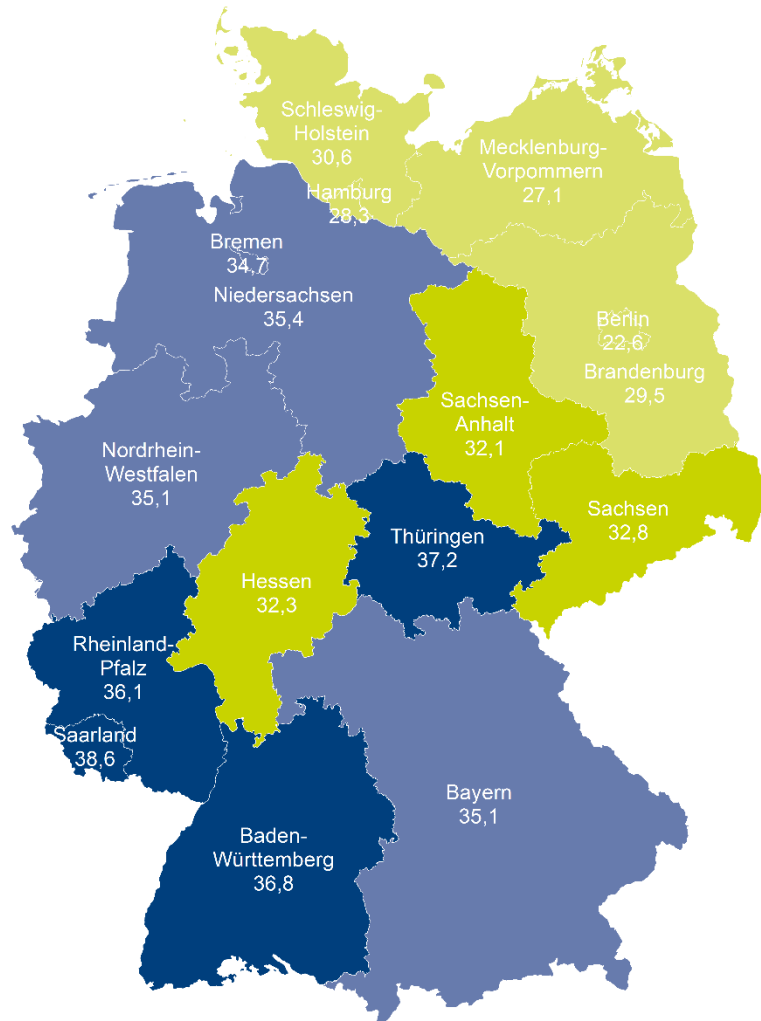 Schleswig-
Holstein
30,6
Mecklenburg-
Vorpommern
27,1
Hamburg
28,3
Bremen
34,7
Niedersachsen
35,4
Berlin
22,6
Brandenburg
29,5
Sachsen-
Anhalt
32,1
Nordrhein-
Westfalen
35,1
Sachsen
32,8
Thüringen
37,2
Hessen
32,3
Rheinland-
Pfalz
36,1
Saarland
38,6
Bayern
35,1
Baden-
Württemberg
36,8